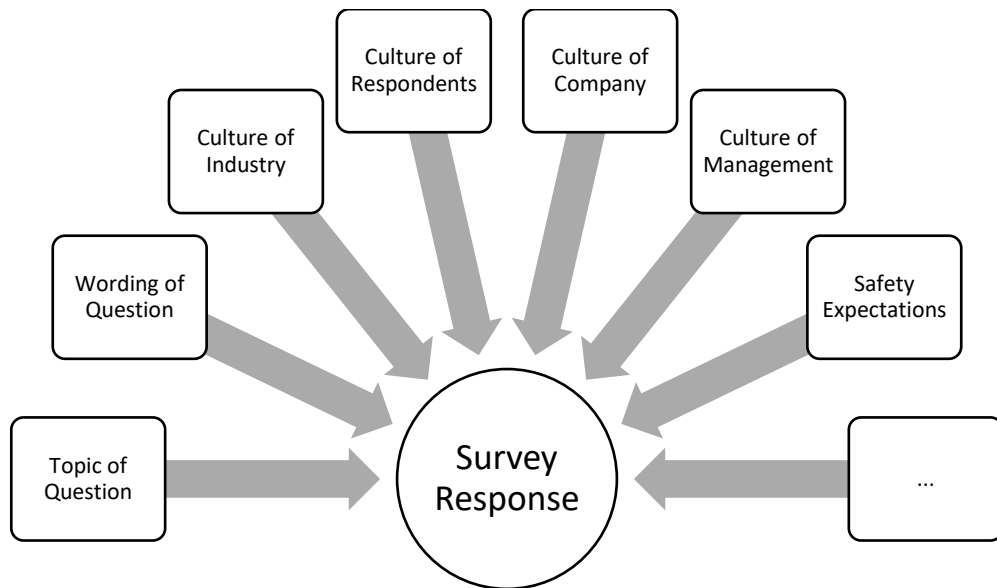 Culture of
Respondents
Culture of
Company
Culture of
Industry
Culture of
Management
Wording of
Question
Safety
Expectations
Topic of
Question
Survey
Response
...